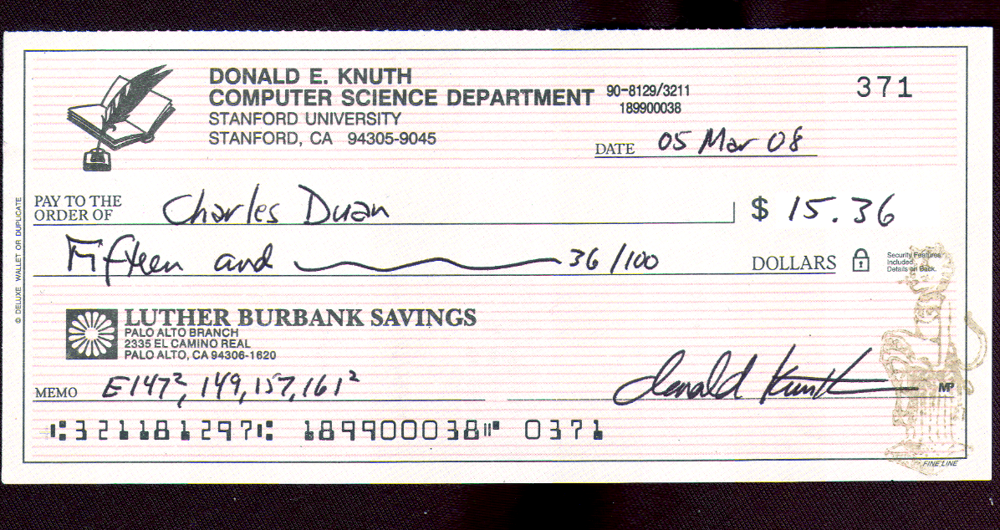 DONALD E. KNUTH
COMPUTER SCIENCE DEPARTMENT
STANFORD UNIVERSITY
STANFORD, CA 94305-9045
90-8129/3211
189900038
371
DATE 05 Mar 08
PAY TO THE
ORDER OF Charles Duan $ 15.36
Fifteen and 36/100 DOLLARS
Security Features
Included.
Details on Back.
© DELUXE WALLET OR DUPLICATE
LUTHER BURBANK SAVINGS
PALO ALTO BRANCH
2335 EL CAMINO REAL
PALO ALTO, CA 94306-1620
MEMO E147², 149, 157, 161²
Donald Knuth
MP
⑆321181297⑆ 189900038⑈ 0371
FINE LINE